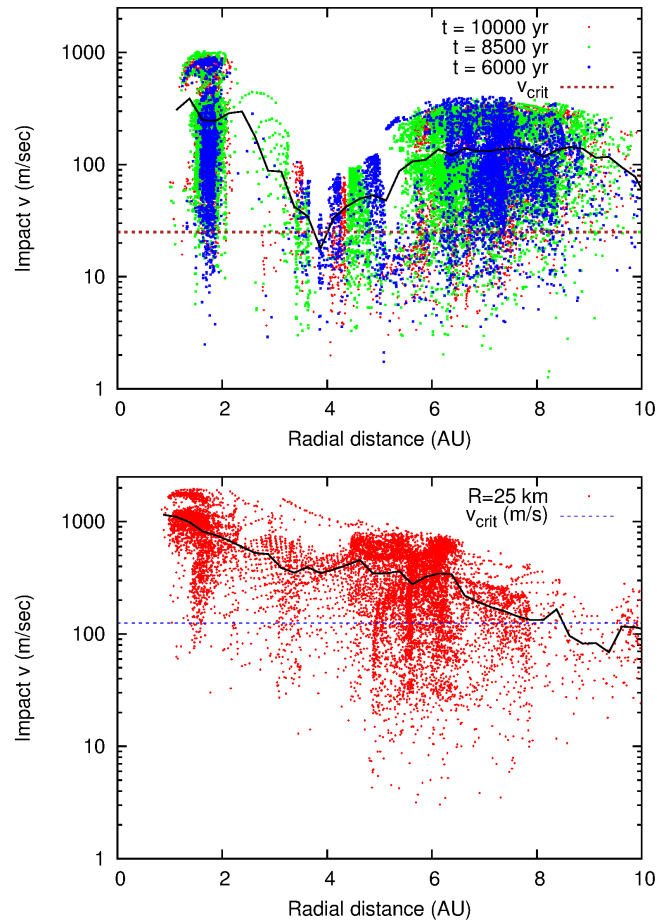 t = 10000 yr
t = 8500 yr
t = 6000 yr
v_crit
Impact v (m/sec)
1000
100
10
1
0 2 4 6 8 10
Radial distance (AU)
R=25 km
v_crit (m/s)
Impact v (m/sec)
1000
100
10
1
0 2 4 6 8 10
Radial distance (AU)